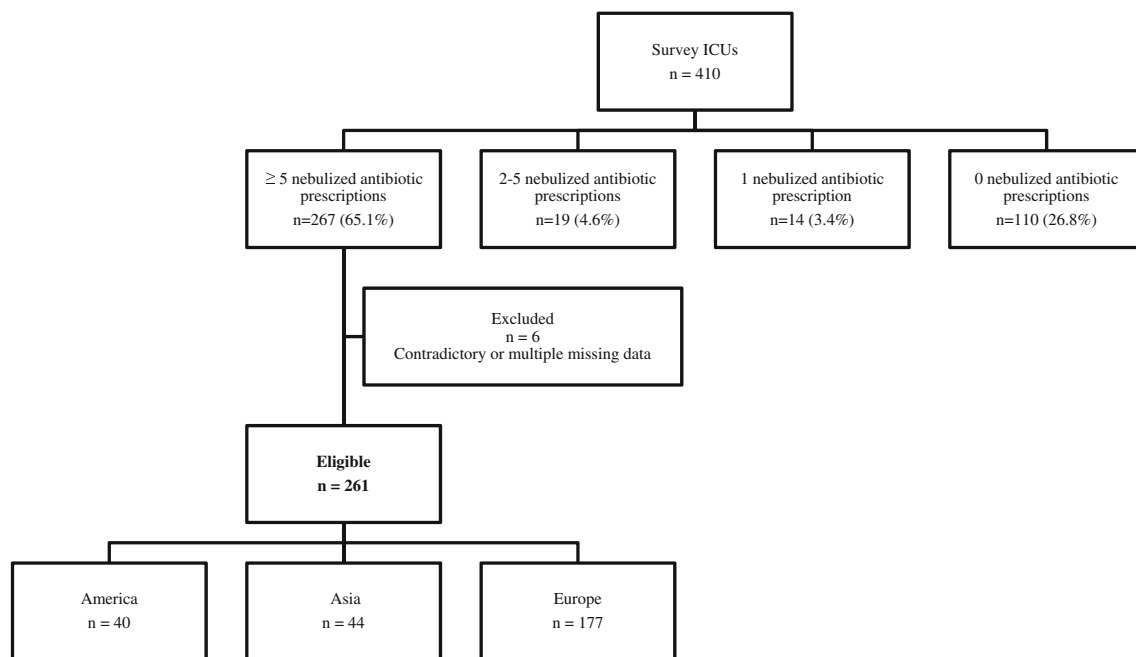 Survey ICUs
n = 410
≥ 5 nebulized antibiotic
prescriptions
n=267 (65.1%)
2-5 nebulized antibiotic
prescriptions
n=19 (4.6%)
1 nebulized antibiotic
prescription
n=14 (3.4%)
0 nebulized antibiotic
prescriptions
n=110 (26.8%)
Excluded
n = 6
Contradictory or multiple missing data
Eligible
n = 261
America
n = 40
Asia
n = 44
Europe
n = 177